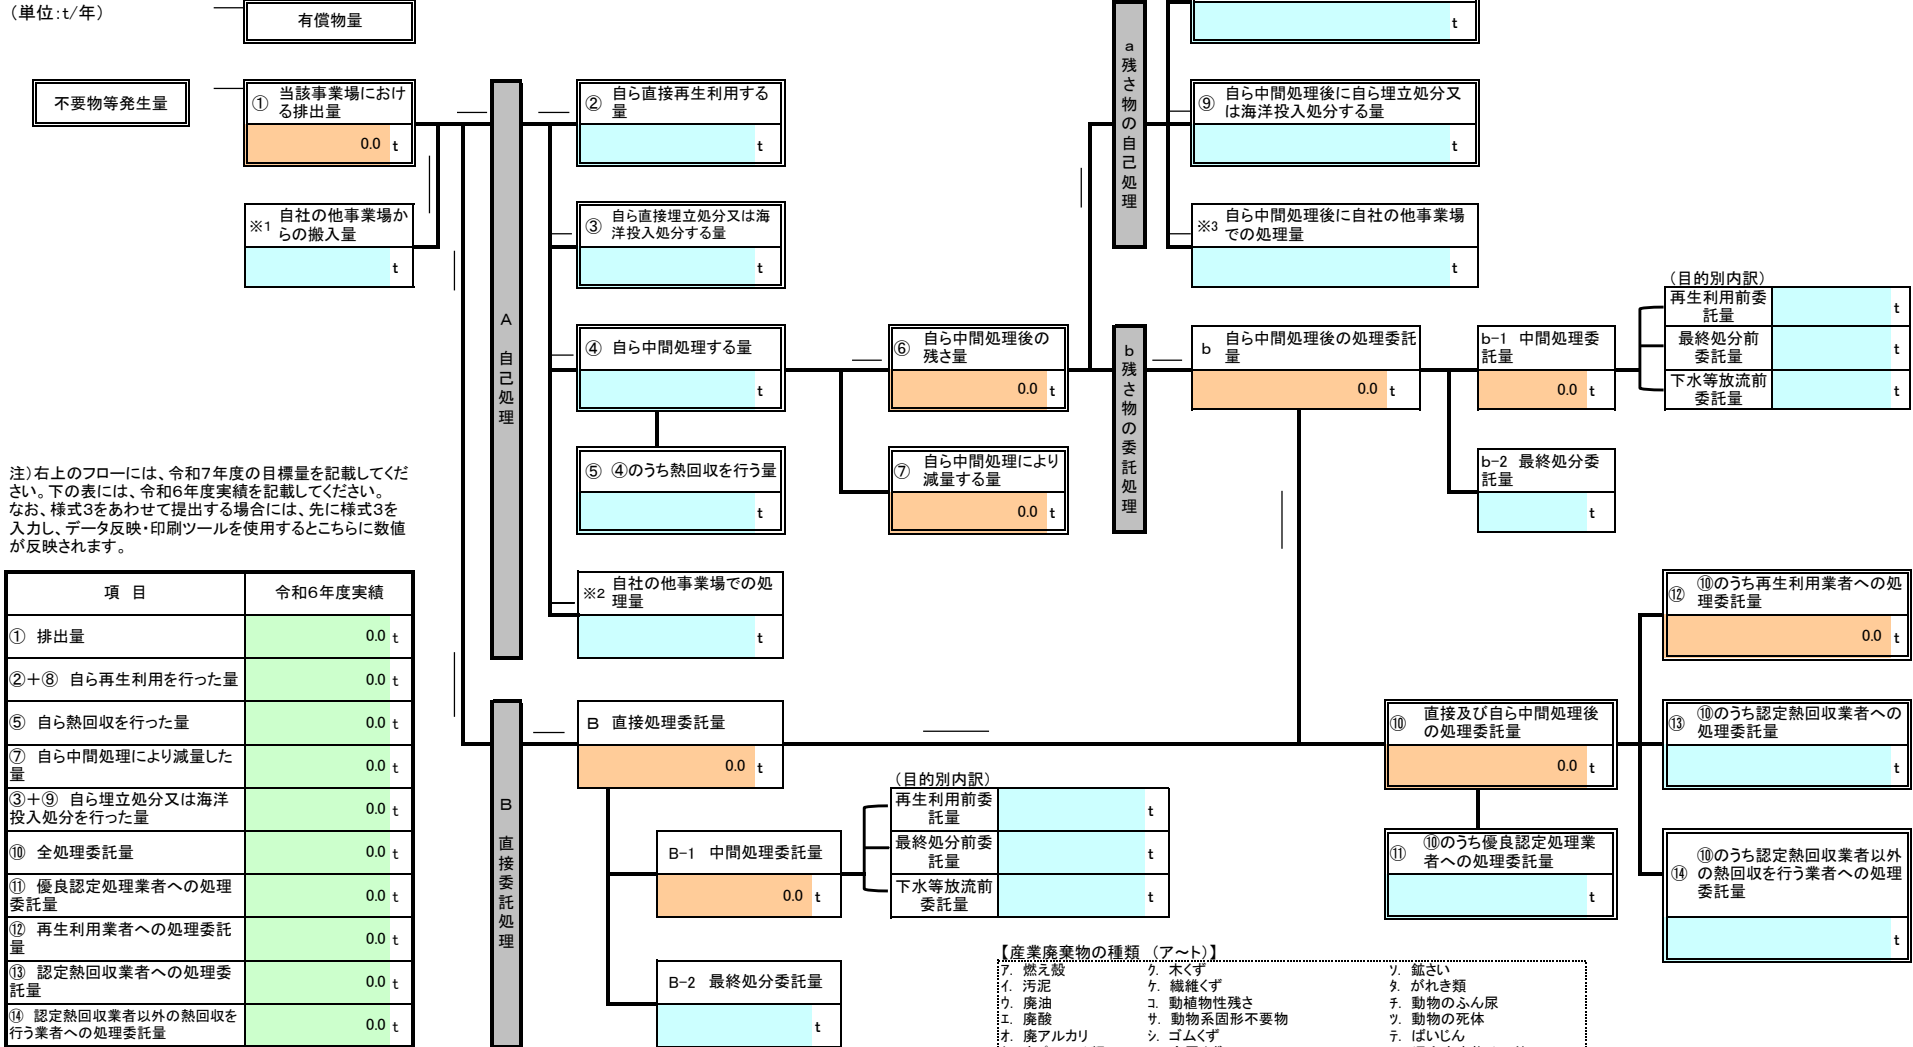 (単位:t/年)
有償物量
t
不要物等発生量
① 当該事業場におけ
る排出量
0.0 t
※1 自社の他事業場か
らの搬入量
t
A 自己処理
② 自ら直接再生利用する
量
t
③ 自ら直接埋立処分又は海
洋投入処分する量
t
④ 自ら中間処理する量
t
⑤ ④のうち熱回収を行う量
t
※2 自社の他事業場での処
理量
t
⑥ 自ら中間処理後の
残さ量
0.0 t
⑦ 自ら中間処理により
減量する量
0.0 t
a 残さ物の自己処理
⑨ 自ら中間処理後に自ら埋立処分又
は海洋投入処分する量
t
※3 自ら中間処理後に自社の他事業場
での処理量
t
b 残さ物の委託処理
b 自ら中間処理後の処理委託
量
0.0 t
b-1 中間処理委
託量
0.0 t
(目的別内訳)
再生利用前委
託量
t
最終処分前
委託量
t
下水等放流前
委託量
t
b-2 最終処分委
託量
t
注)右上のフローには、令和7年度の目標量を記載してくだ
さい。下の表には、令和6年度実績を記載してください。
なお、様式3をあわせて提出する場合には、先に様式3を
入力し、データ反映・印刷ツールを使用するとこちらに数値
が反映されます。
項 目 令和6年度実績
① 排出量 0.0 t
②+⑧ 自ら再生利用を行った量 0.0 t
⑤ 自ら熱回収を行った量 0.0 t
⑦ 自ら中間処理により減量した
量 0.0 t
③+⑨ 自ら埋立処分又は海洋
投入処分を行った量 0.0 t
⑩ 全処理委託量 0.0 t
⑪ 優良認定処理業者への処理
委託量 0.0 t
⑫ 再生利用業者への処理委託
量 0.0 t
⑬ 認定熱回収業者への処理委
託量 0.0 t
⑭ 認定熱回収業者以外の熱回収を
行う業者への処理委託量 0.0 t
B 直接委託処理
B 直接処理委託量
0.0 t
B-1 中間処理委託量
0.0 t
(目的別内訳)
再生利用前委
託量
t
最終処分前委
託量
t
下水等放流前
委託量
t
B-2 最終処分委託量
t
⑩ 直接及び自ら中間処理後
の処理委託量
0.0 t
⑪ ⑩のうち優良認定処理業
者への処理委託量
t
⑫ ⑩のうち再生利用業者への処
理委託量
0.0 t
⑬ ⑩のうち認定熱回収業者への
処理委託量
t
⑭ ⑩のうち認定熱回収業者以外
の熱回収を行う業者への処理
委託量
t
【産業廃棄物の種類 (ア~ト)】
ア. 燃え殻 ク. 木くず ソ. 鉱さい
イ. 汚泥 ケ. 繊維くず タ. がれき類
ウ. 廃油 コ. 動植物性残さ チ. 動物のふん尿
エ. 廃酸 サ. 動物系固形不要物 ツ. 動物の死体
オ. 廃アルカリ シ. ゴムくず テ. ばいじん